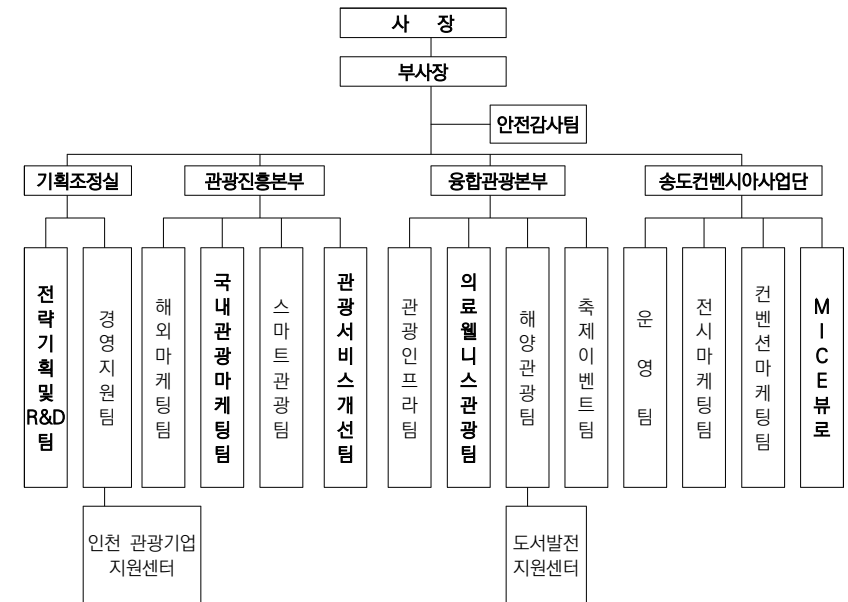 사 장
부사장
안전감사팀
기획조정실
관광진흥본부
융합관광본부
송도컨벤시아사업단
전략기획및R&D팀
경영지원팀
해외마케팅팀
국내관광마케팅팀
스마트관광팀
관광서비스개선팀
관광인프라팀
의료웰니스관광팀
해양관광팀
축제이벤트팀
운영팀
전시마케팅팀
컨벤션마케팅팀
MICE뷰로
인천 관광기업
지원센터
도서발전
지원센터